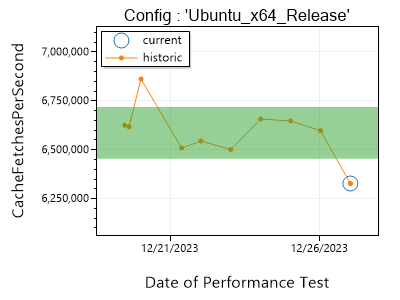 Config : 'Ubuntu_x64_Release'
current
historic
7,000,000
6,750,000
6,500,000
6,250,000
CacheFetchesPerSecond
12/21/2023
12/26/2023
Date of Performance Test